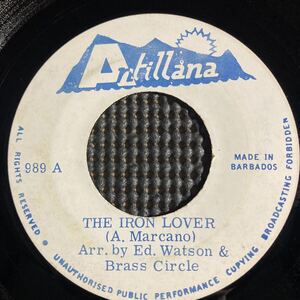 Antillana
989 A
MADE IN
BARBADOS
THE IRON LOVER
(A. Marcano)
Arr. by Ed. Watson &
Brass Circle
ALL RIGHTS RESERVED • UNAUTHORISED PUBLIC PERFORMANCE COPYING BROADCASTING FORBIDDEN